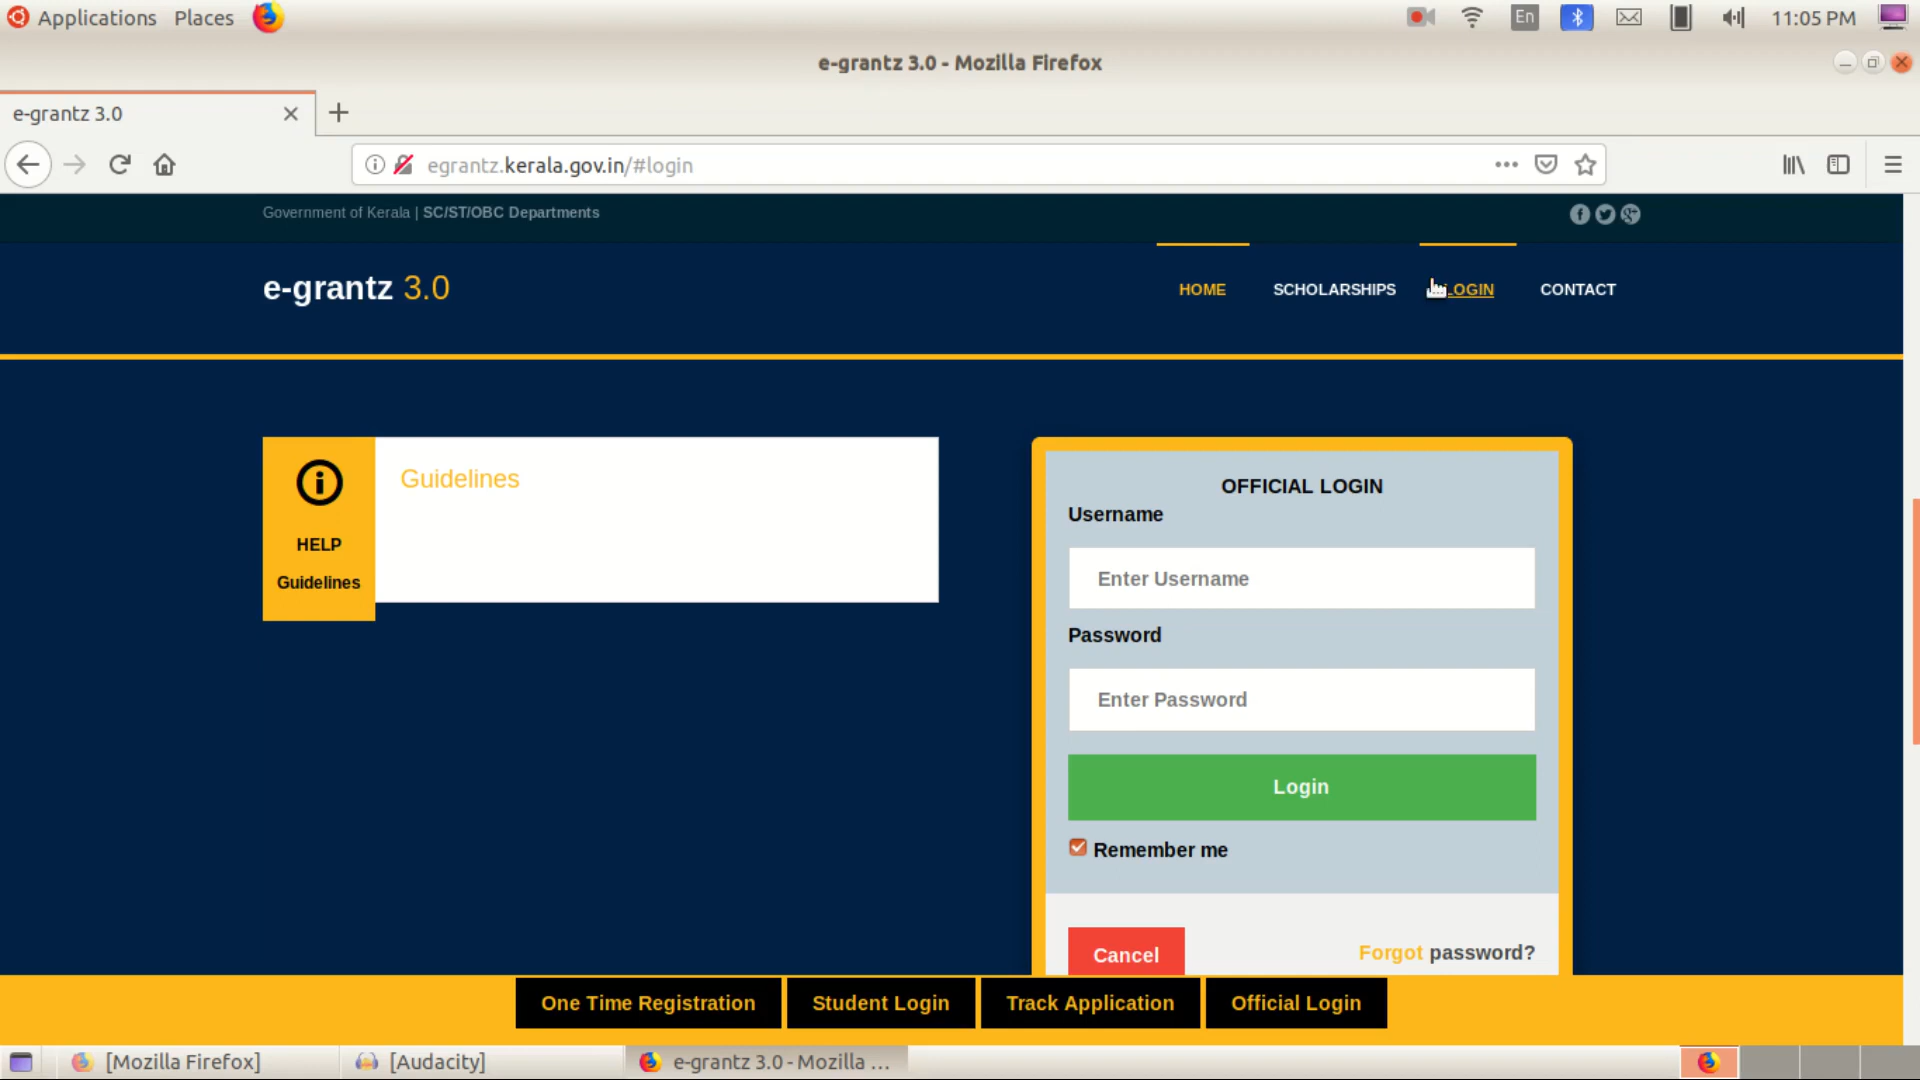 Applications Places
En
11:05 PM
e-grantz 3.0 - Mozilla Firefox
e-grantz 3.0
egrantz.kerala.gov.in/#login
Government of Kerala | SC/ST/OBC Departments
e-grantz 3.0
HOME SCHOLARSHIPS LOGIN CONTACT
HELP
Guidelines
Guidelines
OFFICIAL LOGIN
Username
Enter Username
Password
Enter Password
Login
Remember me
Cancel
Forgot password?
One Time Registration Student Login Track Application Official Login
[Mozilla Firefox] [Audacity] e-grantz 3.0 - Mozilla ...